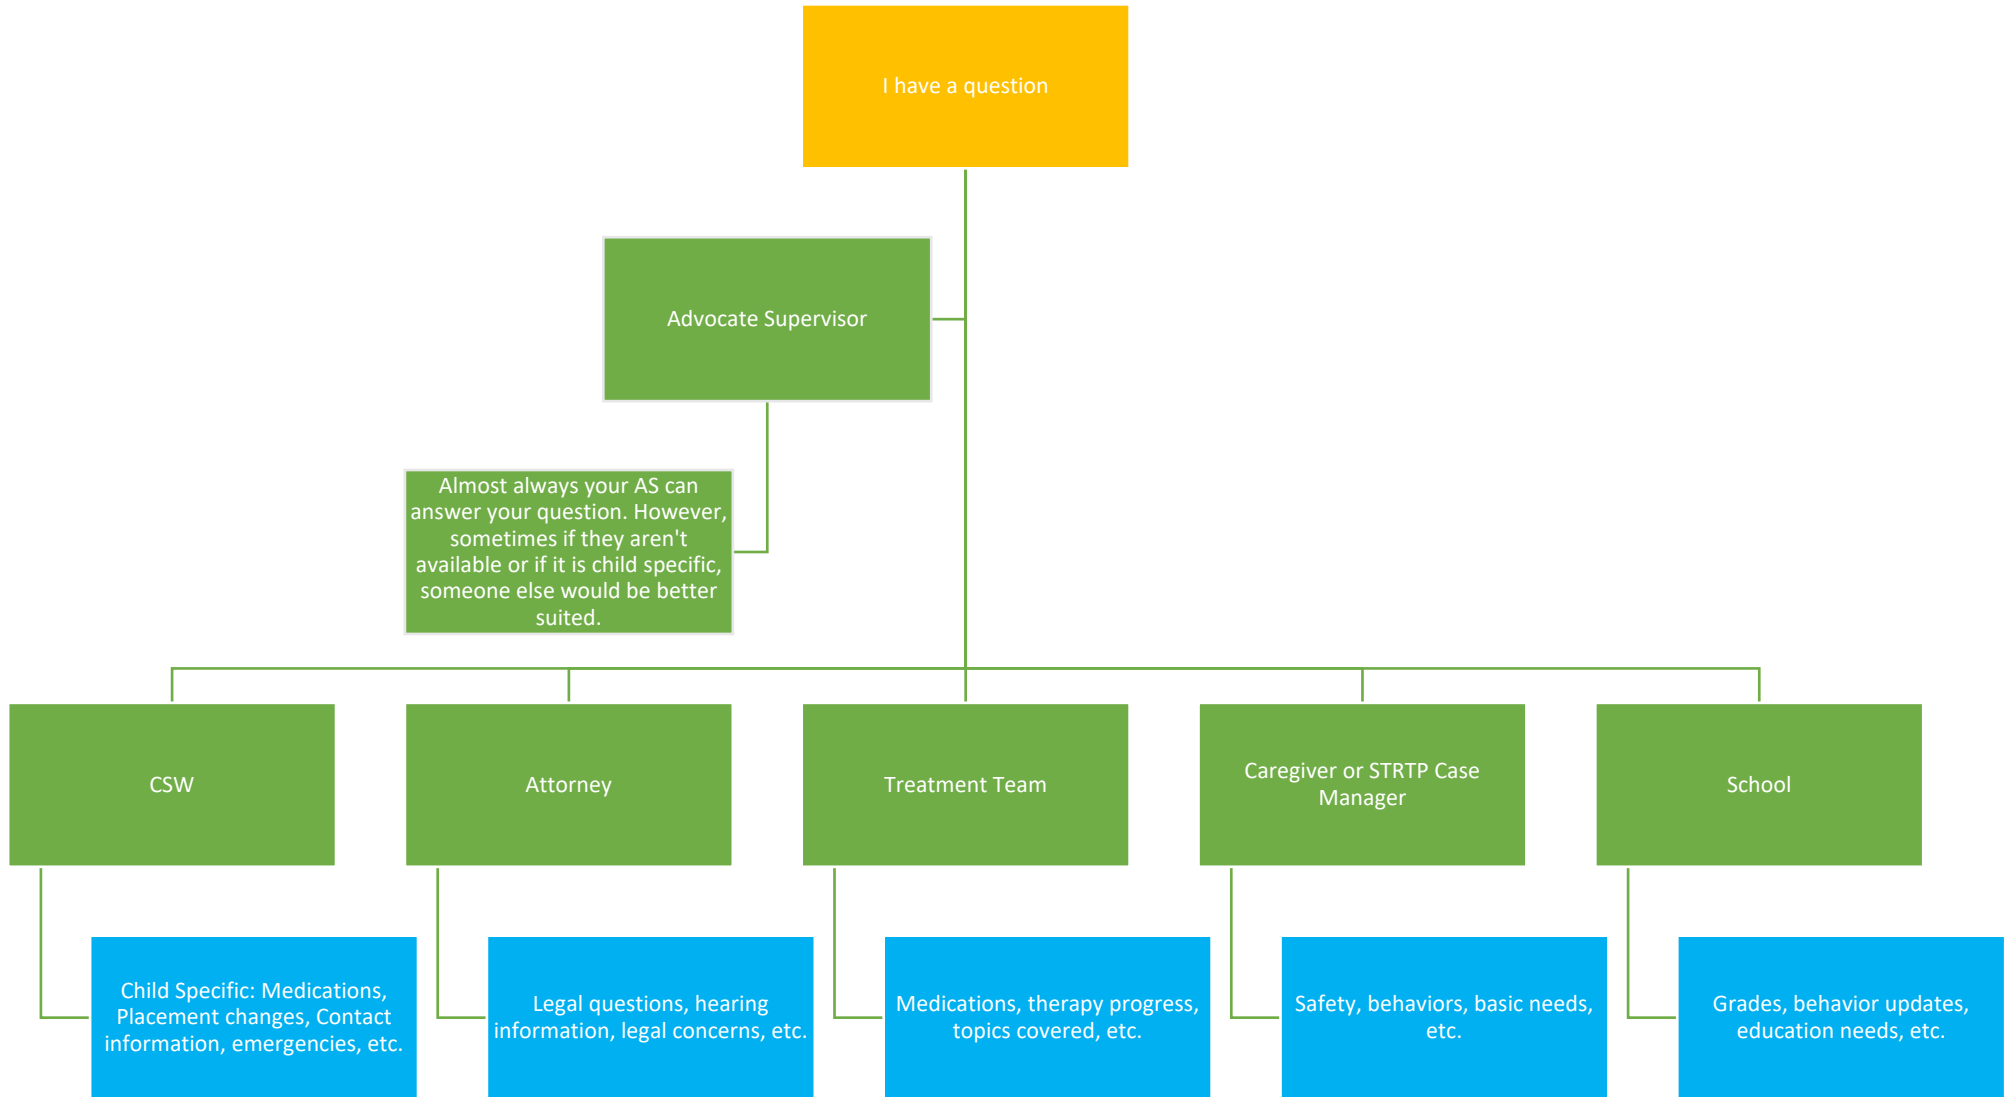 I have a question
Advocate Supervisor
Almost always your AS can
answer your question. However,
sometimes if they aren't
available or if it is child specific,
someone else would be better
suited.
CSW
Attorney
Treatment Team
Caregiver or STRTP Case
Manager
School
Child Specific: Medications,
Placement changes, Contact
information, emergencies, etc.
Legal questions, hearing
information, legal concerns, etc.
Medications, therapy progress,
topics covered, etc.
Safety, behaviors, basic needs,
etc.
Grades, behavior updates,
education needs, etc.